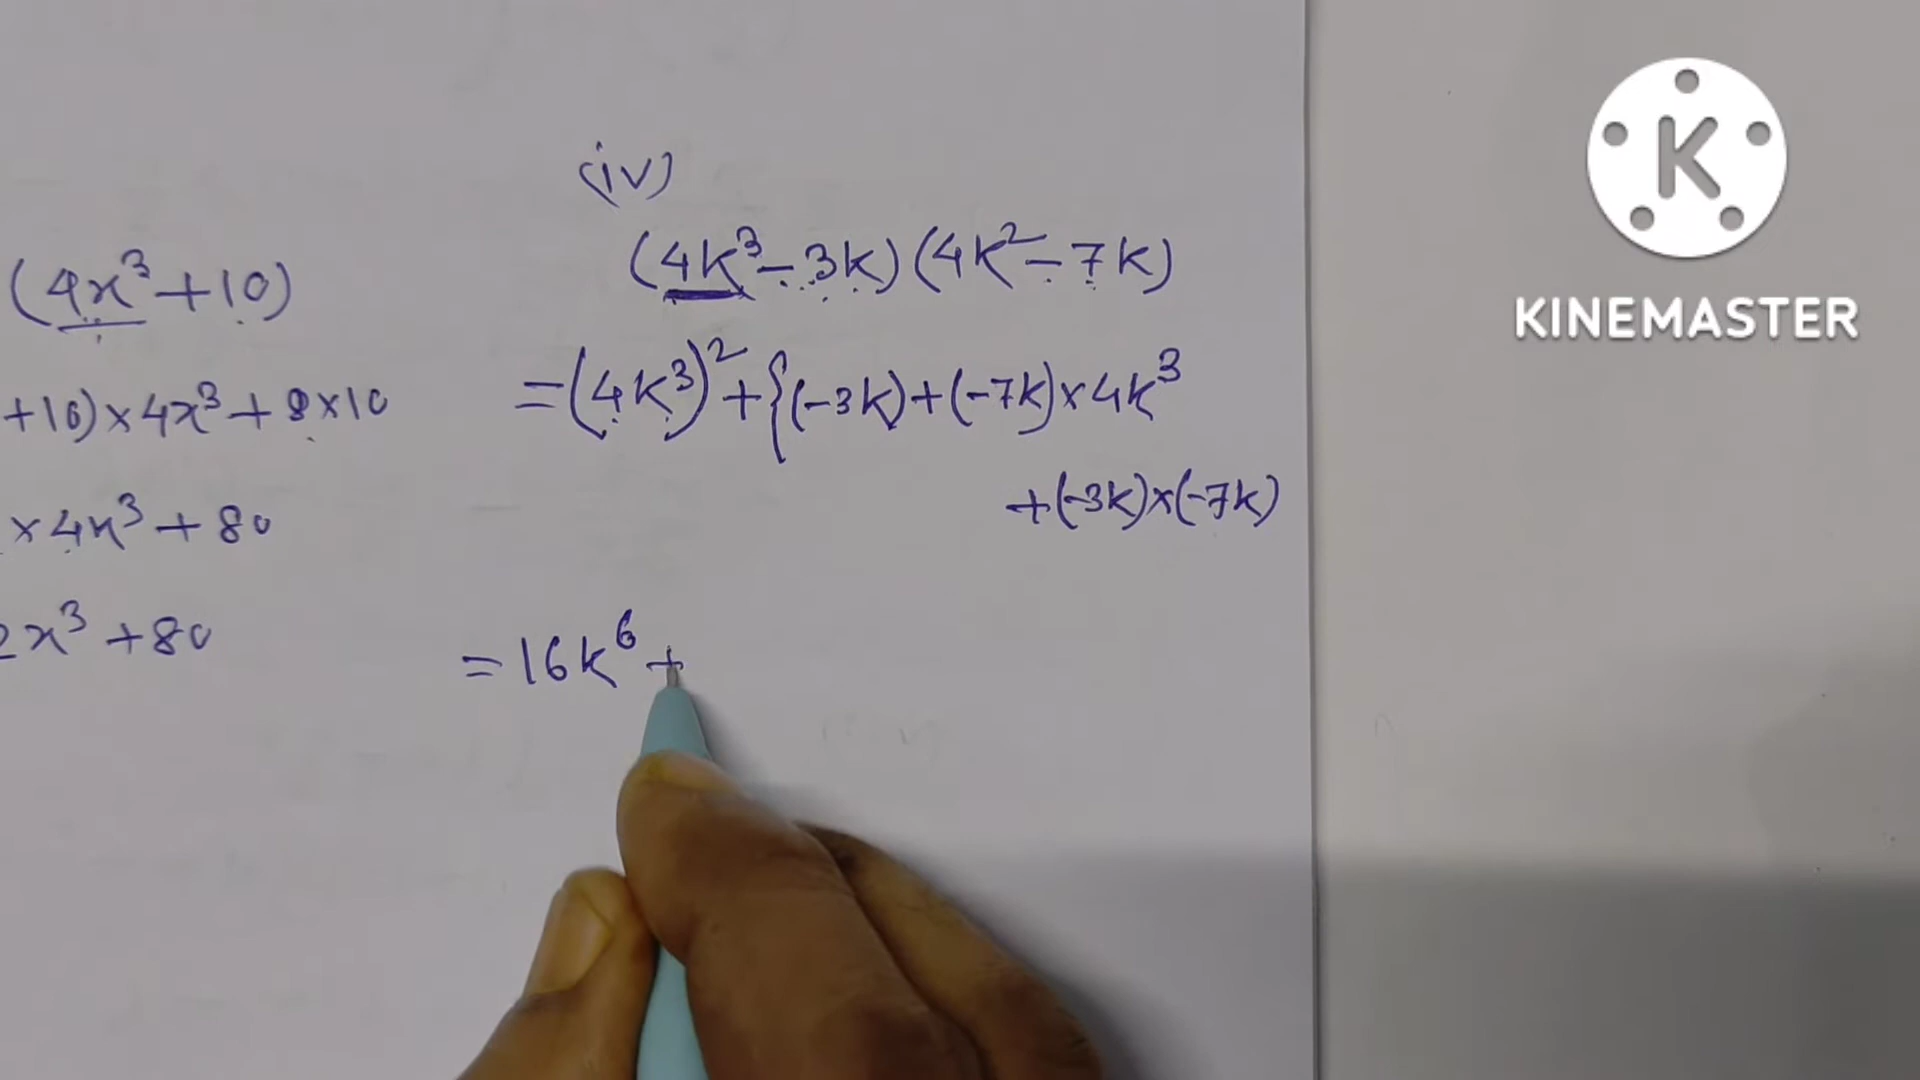 (4x³+10)
+10)×4x³+8×10
×4x³+80
2x³+80
(iv)
(4k³-3k)(4k²-7k)
=(4k³)²+{(-3k)+(-7k)×4k³
+(-3k)×(-7k)
=16k⁶+
K
KINEMASTER